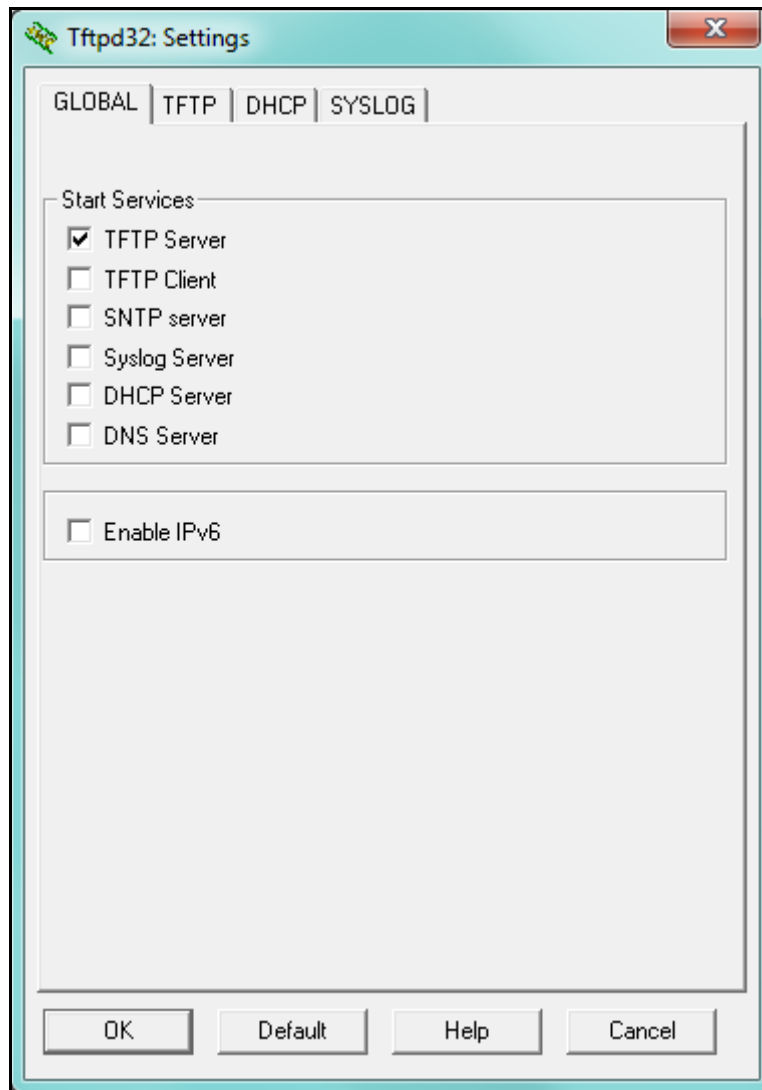 Tftpd32: Settings
GLOBAL TFTP DHCP SYSLOG
Start Services
TFTP Server
TFTP Client
SNTP server
Syslog Server
DHCP Server
DNS Server
Enable IPv6
OK Default Help Cancel